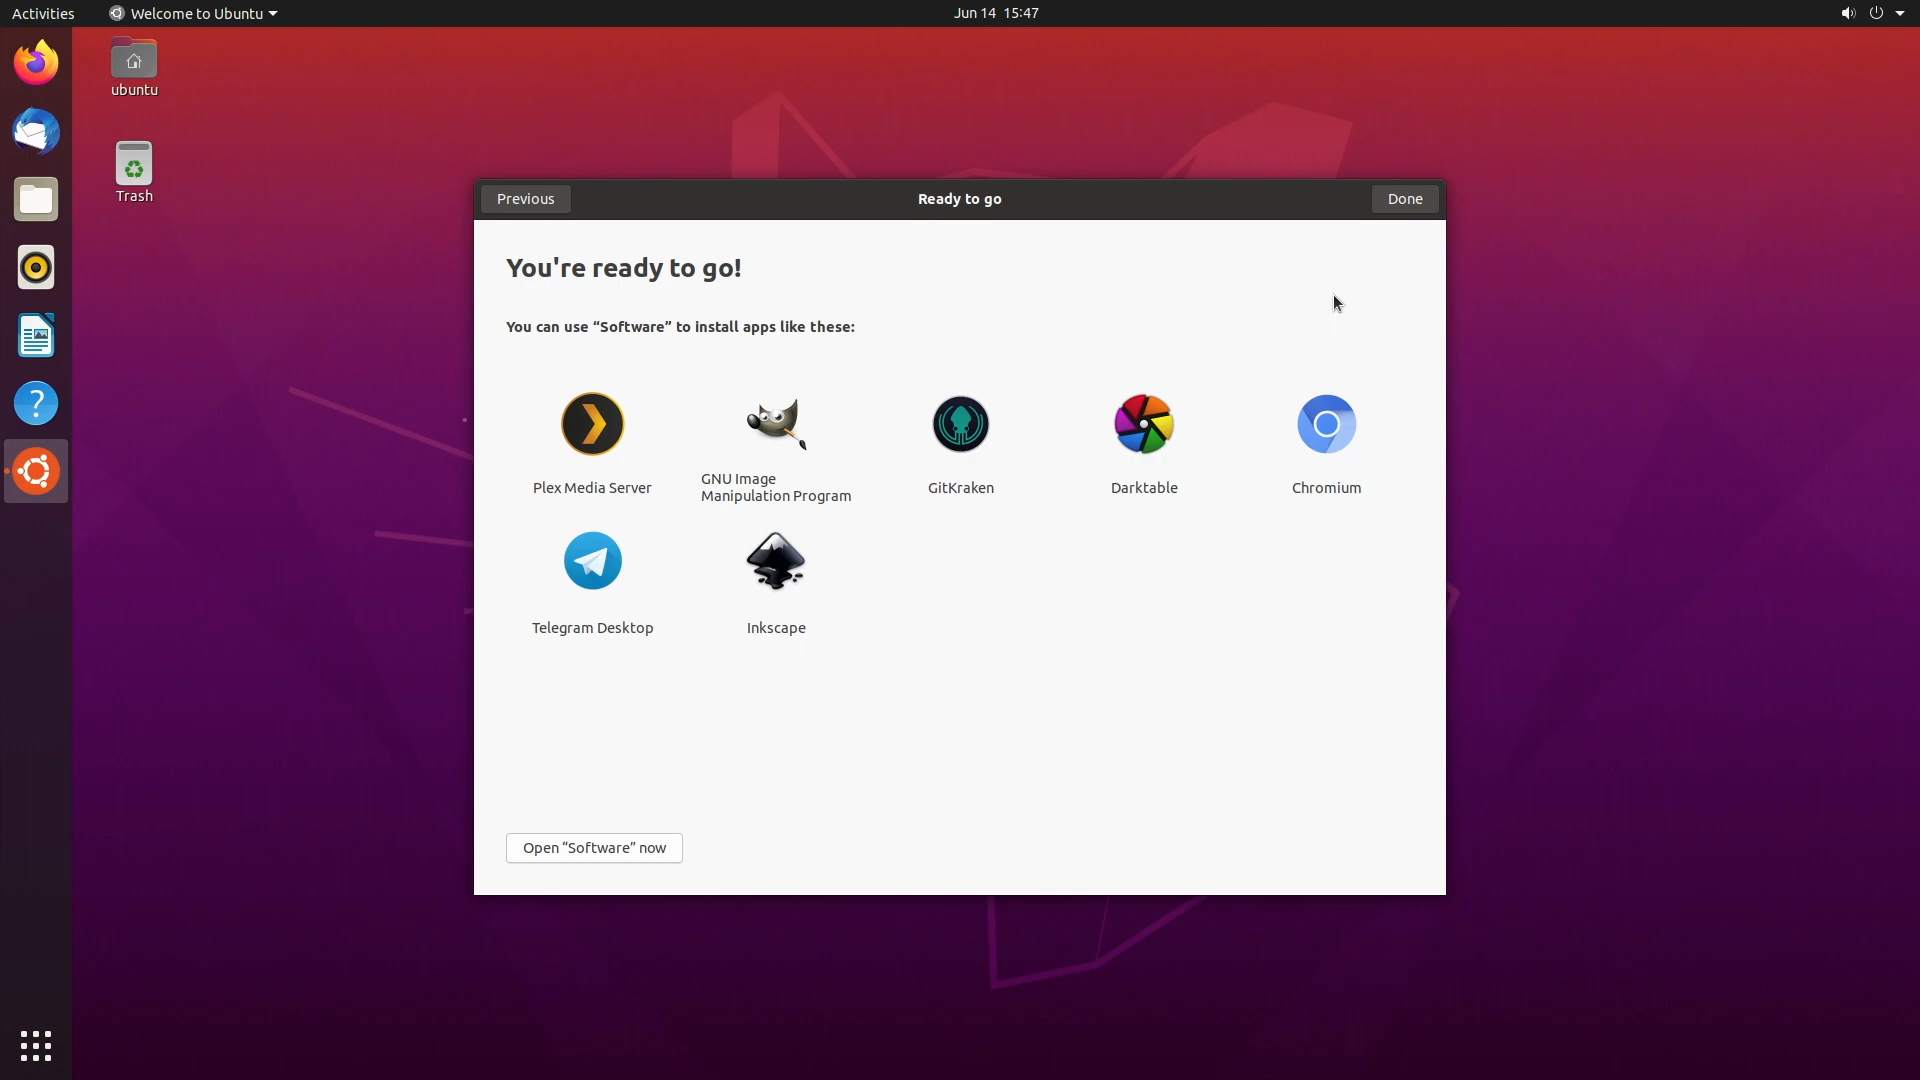 Activities
Welcome to Ubuntu
Jun 14 15:47
ubuntu
Trash
Previous
Ready to go
Done
You're ready to go!
You can use “Software” to install apps like these:
Plex Media Server
GNU Image
Manipulation Program
GitKraken
Darktable
Chromium
Telegram Desktop
Inkscape
Open “Software” now